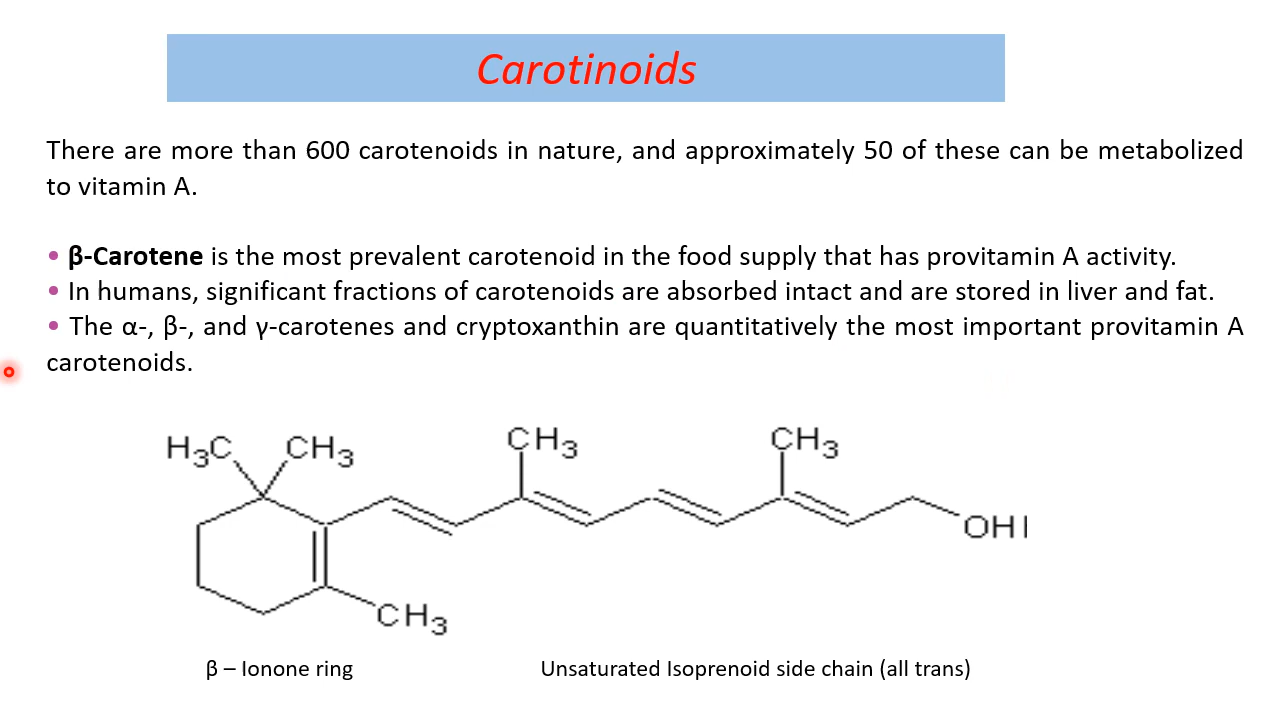 Carotinoids
There are more than 600 carotenoids in nature, and approximately 50 of these can be metabolized
to vitamin A.
• β-Carotene is the most prevalent carotenoid in the food supply that has provitamin A activity.
• In humans, significant fractions of carotenoids are absorbed intact and are stored in liver and fat.
• The α-, β-, and γ-carotenes and cryptoxanthin are quantitatively the most important provitamin A
carotenoids.
CH₃ CH₃
H₃C CH₃
OH
CH₃
β – Ionone ring Unsaturated Isoprenoid side chain (all trans)